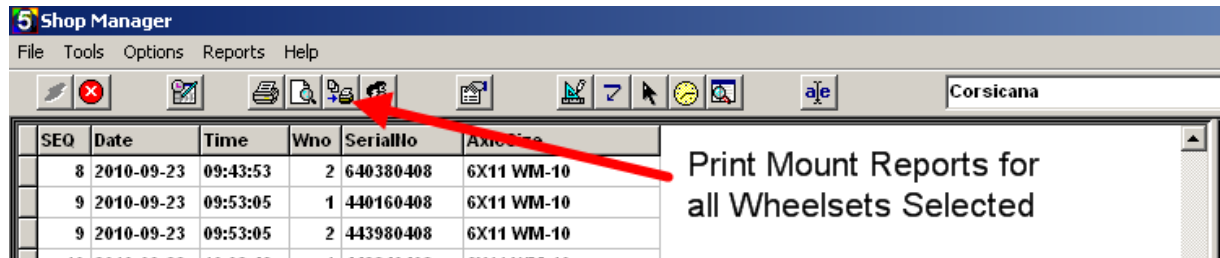 5 Shop Manager
File Tools Options Reports Help
a e Corsicana
SEQ Date Time Wno SerialNo AxleSize
8 2010-09-23 09:43:53 2 640380408 6X11 WM-10
9 2010-09-23 09:53:05 1 440160408 6X11 WM-10
9 2010-09-23 09:53:05 2 443980408 6X11 WM-10
Print Mount Reports for
all Wheelsets Selected